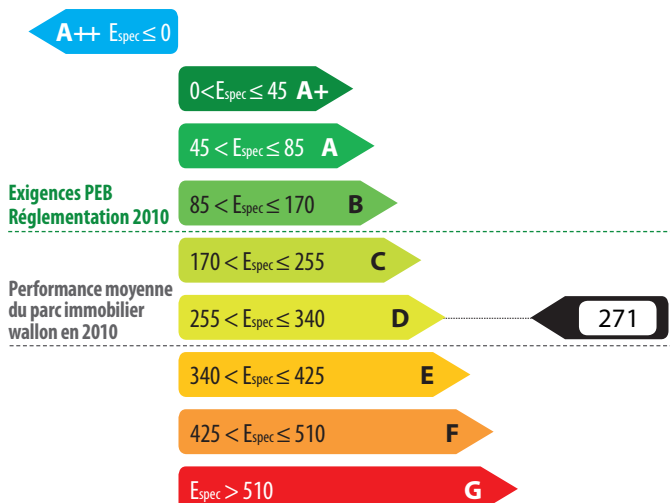 A++ Espec ≤ 0
0<Espec ≤ 45 A+
45 < Espec ≤ 85 A
Exigences PEB
Réglementation 2010
85 < Espec ≤ 170 B
170 < Espec ≤ 255 C
Performance moyenne
du parc immobilier
wallon en 2010
255 < Espec ≤ 340 D
271
340 < Espec ≤ 425 E
425 < Espec ≤ 510 F
Espec > 510 G